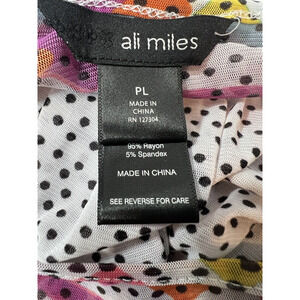 ali miles
PL
MADE IN
CHINA
RN 127304
95% Rayon
5% Spandex
MADE IN CHINA
SEE REVERSE FOR CARE